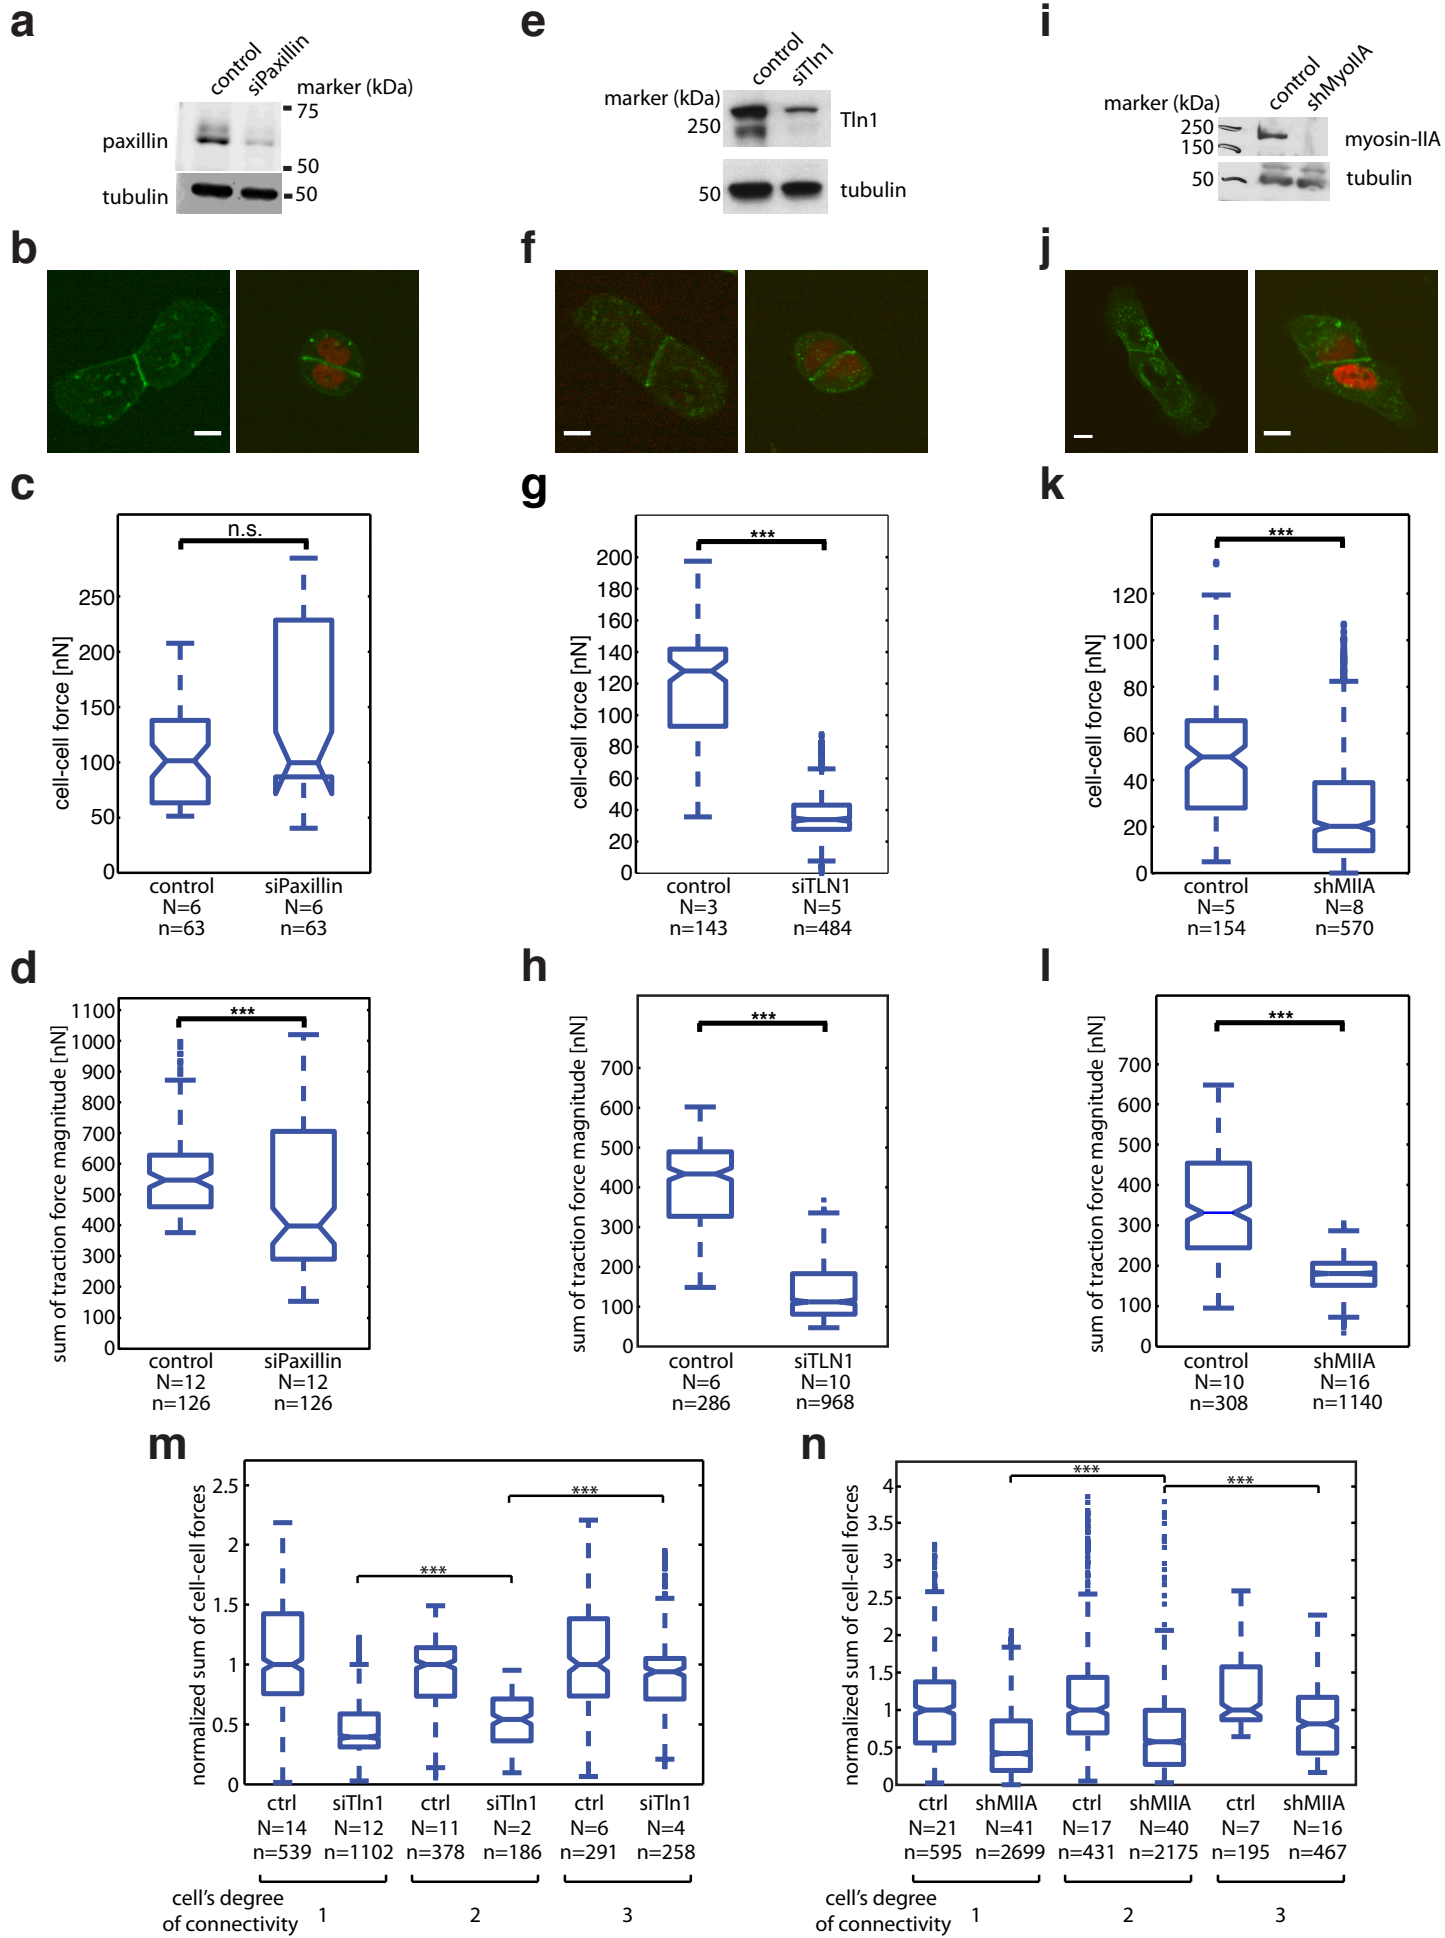 a
control
siPaxillin
marker (kDa)
75
paxillin
50
tubulin
50
e
control
siTln1
marker (kDa)
250
Tln1
50
tubulin
i
control
shMyoIIA
marker (kDa)
250
150
myosin-IIA
50
tubulin
b
f
j
c
n.s.
cell-cell force [nN]
250
200
150
100
50
0
control
siPaxillin
N=6
N=6
n=63
n=63
g
***
cell-cell force [nN]
200
180
160
140
120
100
80
60
40
20
0
control
siTLN1
N=3
N=5
n=143
n=484
k
***
cell-cell force [nN]
120
100
80
60
40
20
0
control
shMIIA
N=5
N=8
n=154
n=570
d
***
sum of traction force magnitude [nN]
1100
1000
900
800
700
600
500
400
300
200
100
0
control
siPaxillin
N=12
N=12
n=126
n=126
h
***
sum of traction force magnitude [nN]
700
600
500
400
300
200
100
0
control
siTLN1
N=6
N=10
n=286
n=968
l
***
sum of traction force magnitude [nN]
700
600
500
400
300
200
100
0
control
shMIIA
N=10
N=16
n=308
n=1140
m
***
***
normalized sum of cell-cell forces
2.5
2
1.5
1
0.5
0
ctrl siTln1 ctrl siTln1 ctrl siTln1
N=14 N=12 N=11 N=2 N=6 N=4
n=539 n=1102 n=378 n=186 n=291 n=258
cell's degree
of connectivity 1 2 3
n
***
***
normalized sum of cell-cell forces
4
3.5
3
2.5
2
1.5
1
0.5
0
ctrl shMIIA ctrl shMIIA ctrl shMIIA
N=21 N=41 N=17 N=40 N=7 N=16
n=595 n=2699 n=431 n=2175 n=195 n=467
cell's degree
of connectivity 1 2 3